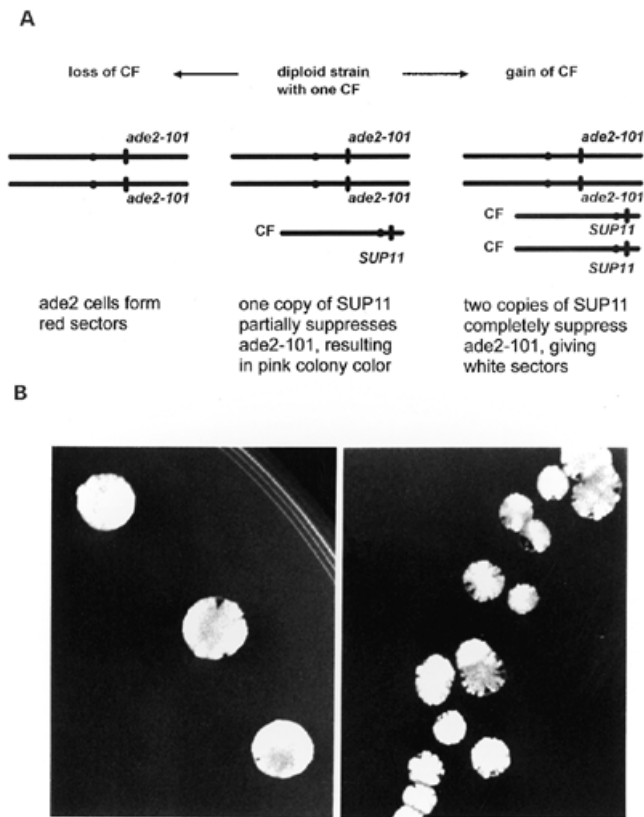 A
loss of CF
diploid strain
with one CF
gain of CF
ade2-101
ade2-101
ade2-101
ade2-101
ade2-101
ade2-101
CF
SUP11
CF
SUP11
CF
SUP11
ade2 cells form
red sectors
one copy of SUP11
partially suppresses
ade2-101, resulting
in pink colony color
two copies of SUP11
completely suppress
ade2-101, giving
white sectors
B